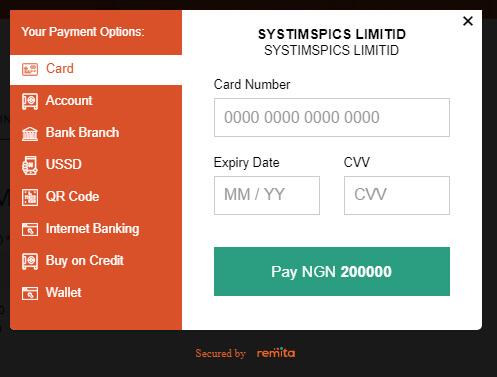 Your Payment Options:
Card
Account
Bank Branch
USSD
QR Code
Internet Banking
Buy on Credit
Wallet
SYSTIMSPICS LIMITID
SYSTIMSPICS LIMITID
Card Number
0000 0000 0000 0000
Expiry Date CVV
MM / YY CVV
Pay NGN 200000
Secured by remita